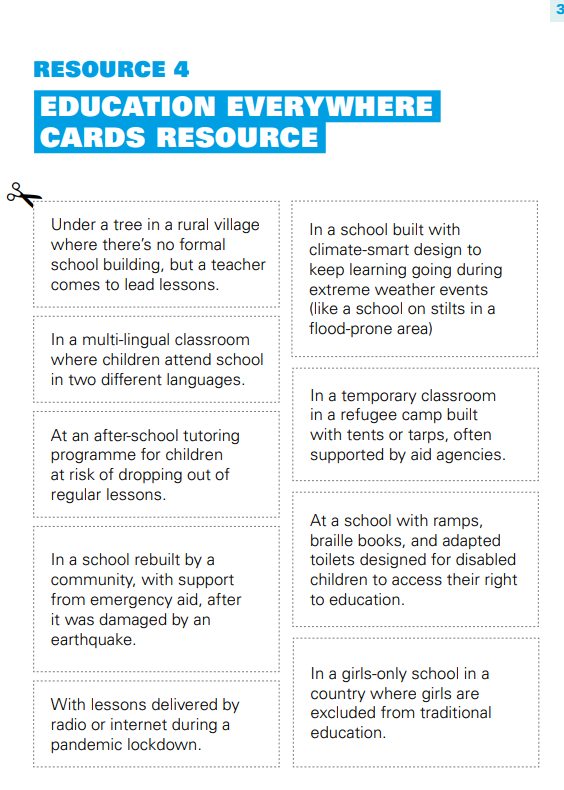 3
RESOURCE 4
EDUCATION EVERYWHERE
CARDS RESOURCE
Under a tree in a rural village
where there’s no formal
school building, but a teacher
comes to lead lessons.
In a multi-lingual classroom
where children attend school
in two different languages.
At an after-school tutoring
programme for children
at risk of dropping out of
regular lessons.
In a school rebuilt by a
community, with support
from emergency aid, after
it was damaged by an
earthquake.
With lessons delivered by
radio or internet during a
pandemic lockdown.
In a school built with
climate-smart design to
keep learning going during
extreme weather events
(like a school on stilts in a
flood-prone area)
In a temporary classroom
in a refugee camp built
with tents or tarps, often
supported by aid agencies.
At a school with ramps,
braille books, and adapted
toilets designed for disabled
children to access their right
to education.
In a girls-only school in a
country where girls are
excluded from traditional
education.